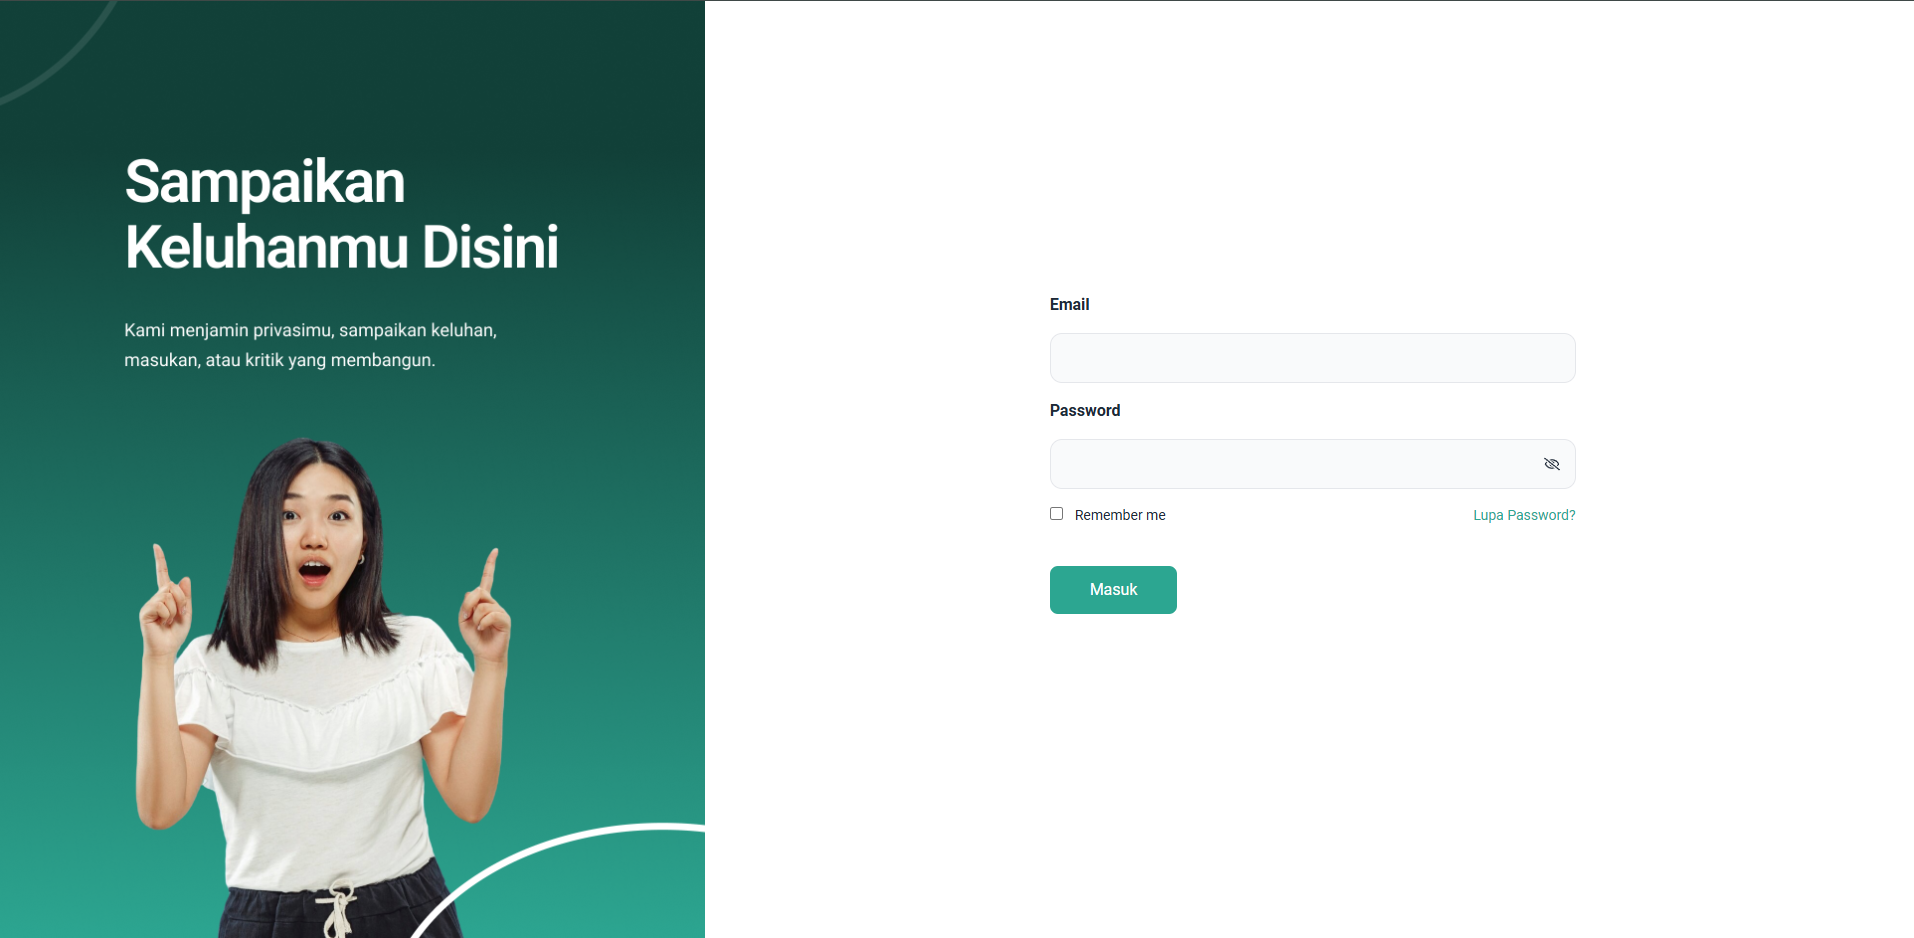 Sampaikan
Keluhanmu Disini
Kami menjamin privasimu, sampaikan keluhan,
masukan, atau kritik yang membangun.
Email
Password
Remember me
Lupa Password?
Masuk